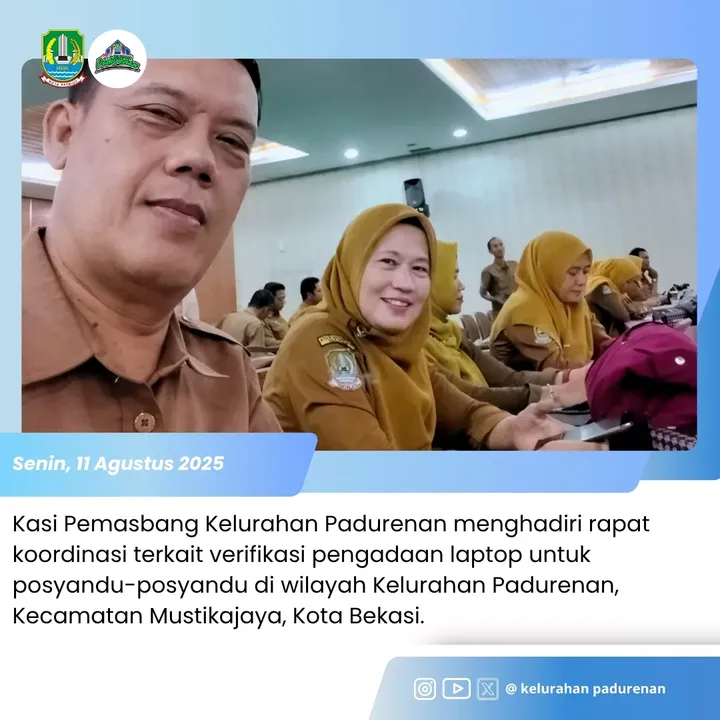 Senin, 11 Agustus 2025
Kasi Pemasbang Kelurahan Padurenan menghadiri rapat
koordinasi terkait verifikasi pengadaan laptop untuk
posyandu-posyandu di wilayah Kelurahan Padurenan,
Kecamatan Mustikajaya, Kota Bekasi.
@ kelurahan padurenan